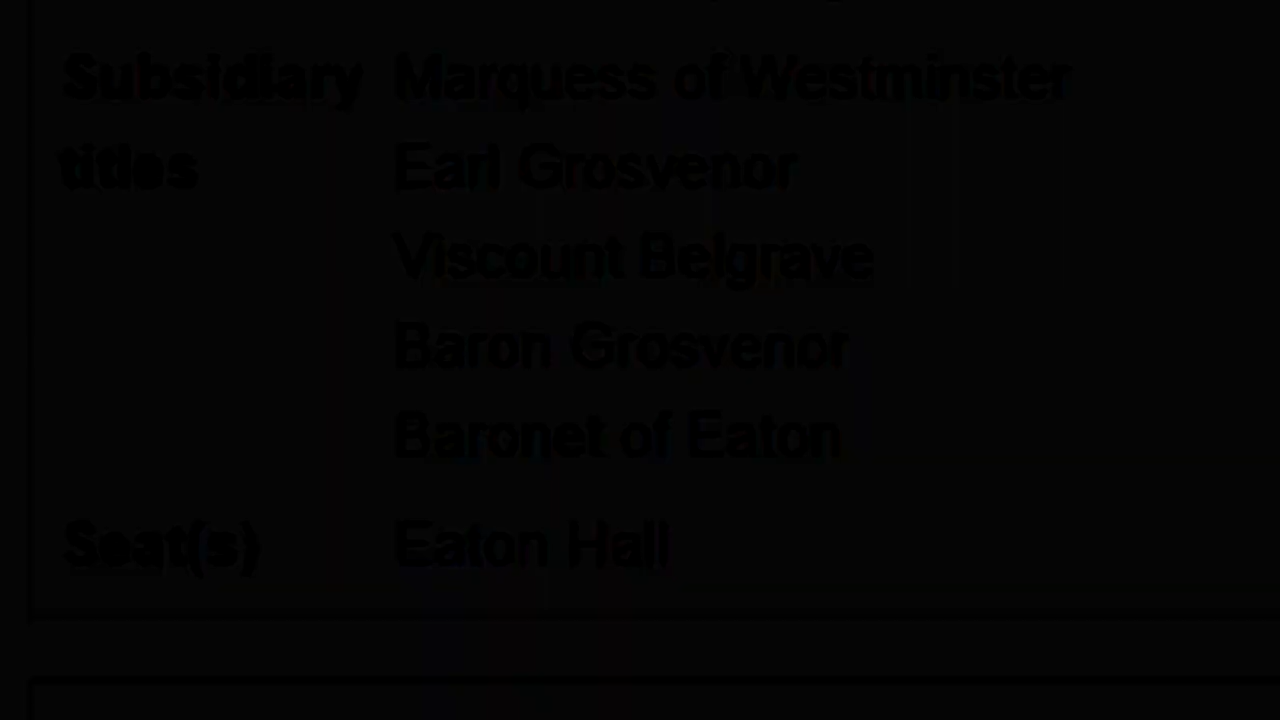 Subsidiary Marquess of Westminster
titles Earl Grosvenor
Viscount Belgrave
Baron Grosvenor
Baronet of Eaton
Seat(s) Eaton Hall